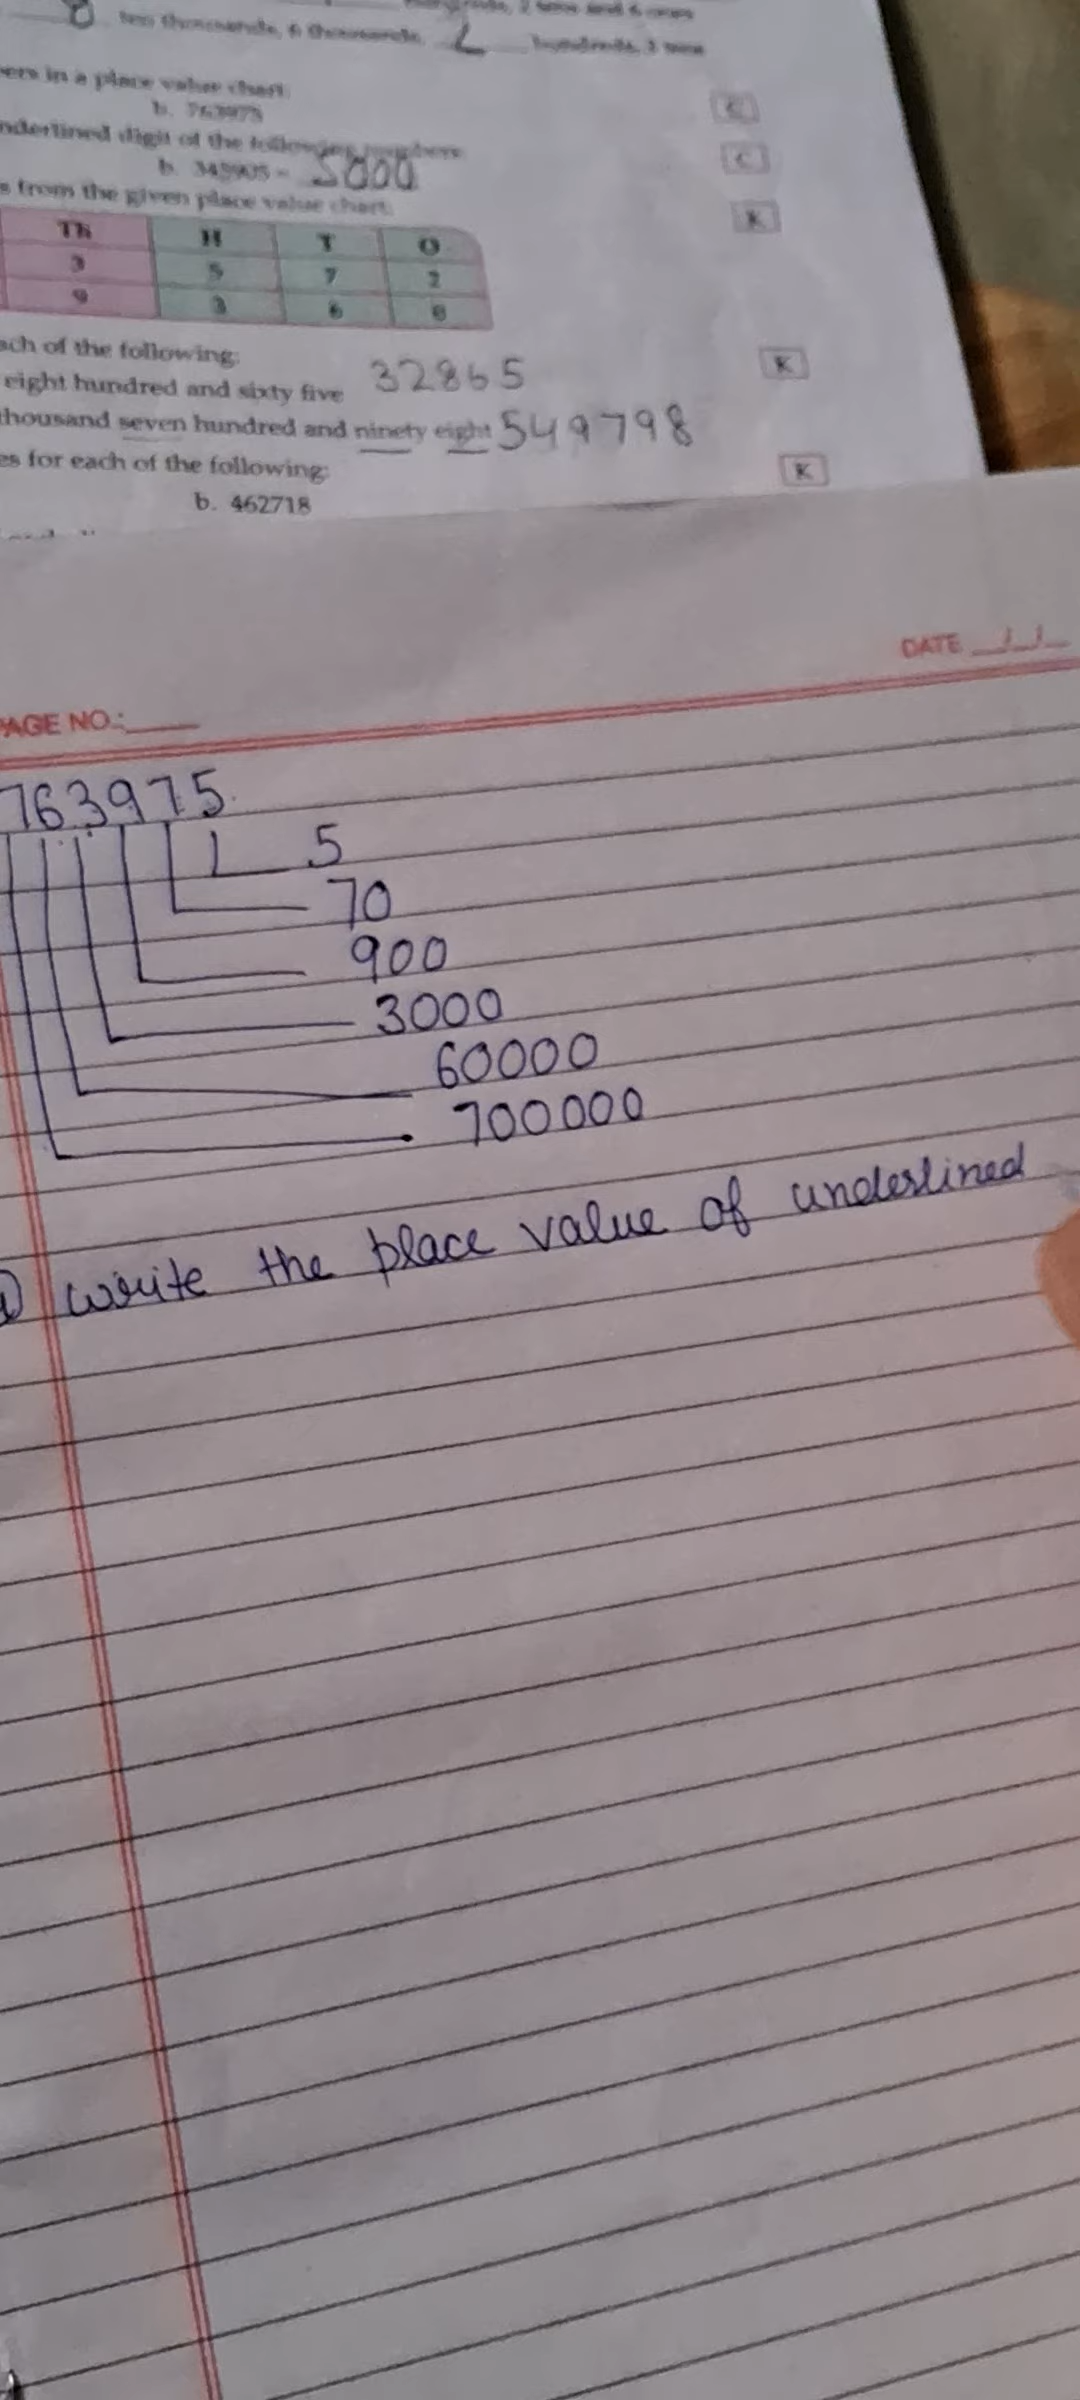 ten thousands, 6 thousands, hundreds, 3 tens
ers in a place value chart.
b. 763975
nderlined digit of the following numbers
b. 345905 - 5000
s from the given place value chart.
Th H T O
3 5 7 2
9 3 6 8
ach of the following:
eight hundred and sixty five 32865
thousand seven hundred and ninety eight 549798
es for each of the following:
b. 462718
C
C
K
K
K
DATE
AGE NO.:
763975
5
70
900
3000
60000
700000
write the place value of underlined